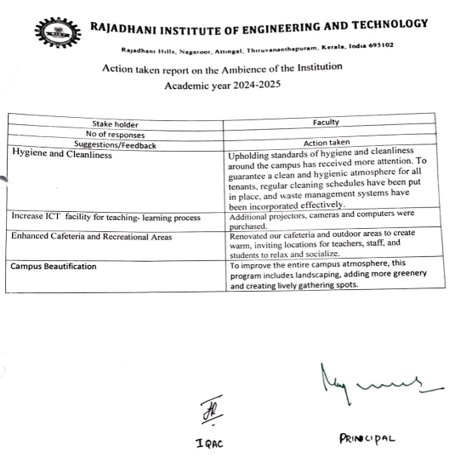 RAJADHANI INSTITUTE OF ENGINEERING AND TECHNOLOGY
Rajadhani Hills, Nagaroor, Attingal, Thiruvananthapuram, Kerala, India 695102
Action taken report on the Ambience of the Institution
Academic year 2024-2025
Stake holder Faculty
No of responses
Suggestions/Feedback Action taken
Hygiene and Cleanliness Upholding standards of hygiene and cleanliness
around the campus has received more attention. To
guarantee a clean and hygienic atmosphere for all
tenants, regular cleaning schedules have been put
in place, and waste management systems have
been incorporated effectively.
Increase ICT facility for teaching- learning process Additional projectors, cameras and computers were
purchased.
Enhanced Cafeteria and Recreational Areas Renovated our cafeteria and outdoor areas to create
warm, inviting locations for teachers, staff, and
students to relax and socialize.
Campus Beautification To improve the entire campus atmosphere, this
program includes landscaping, adding more greenery
and creating lively gathering spots.
IQAC PRINCIPAL